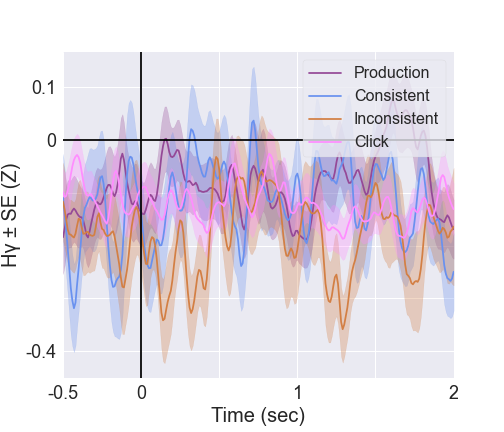 Production
Consistent
Inconsistent
Click
0.1
0
-0.4
Hγ ± SE (Z)
-0.5
0
1
2
Time (sec)